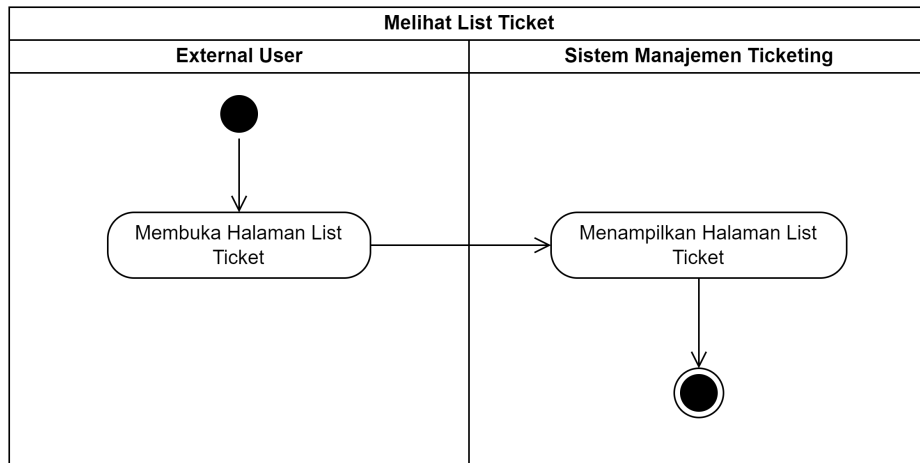 Melihat List Ticket
External User
Sistem Manajemen Ticketing
Membuka Halaman List
Ticket
Menampilkan Halaman List
Ticket